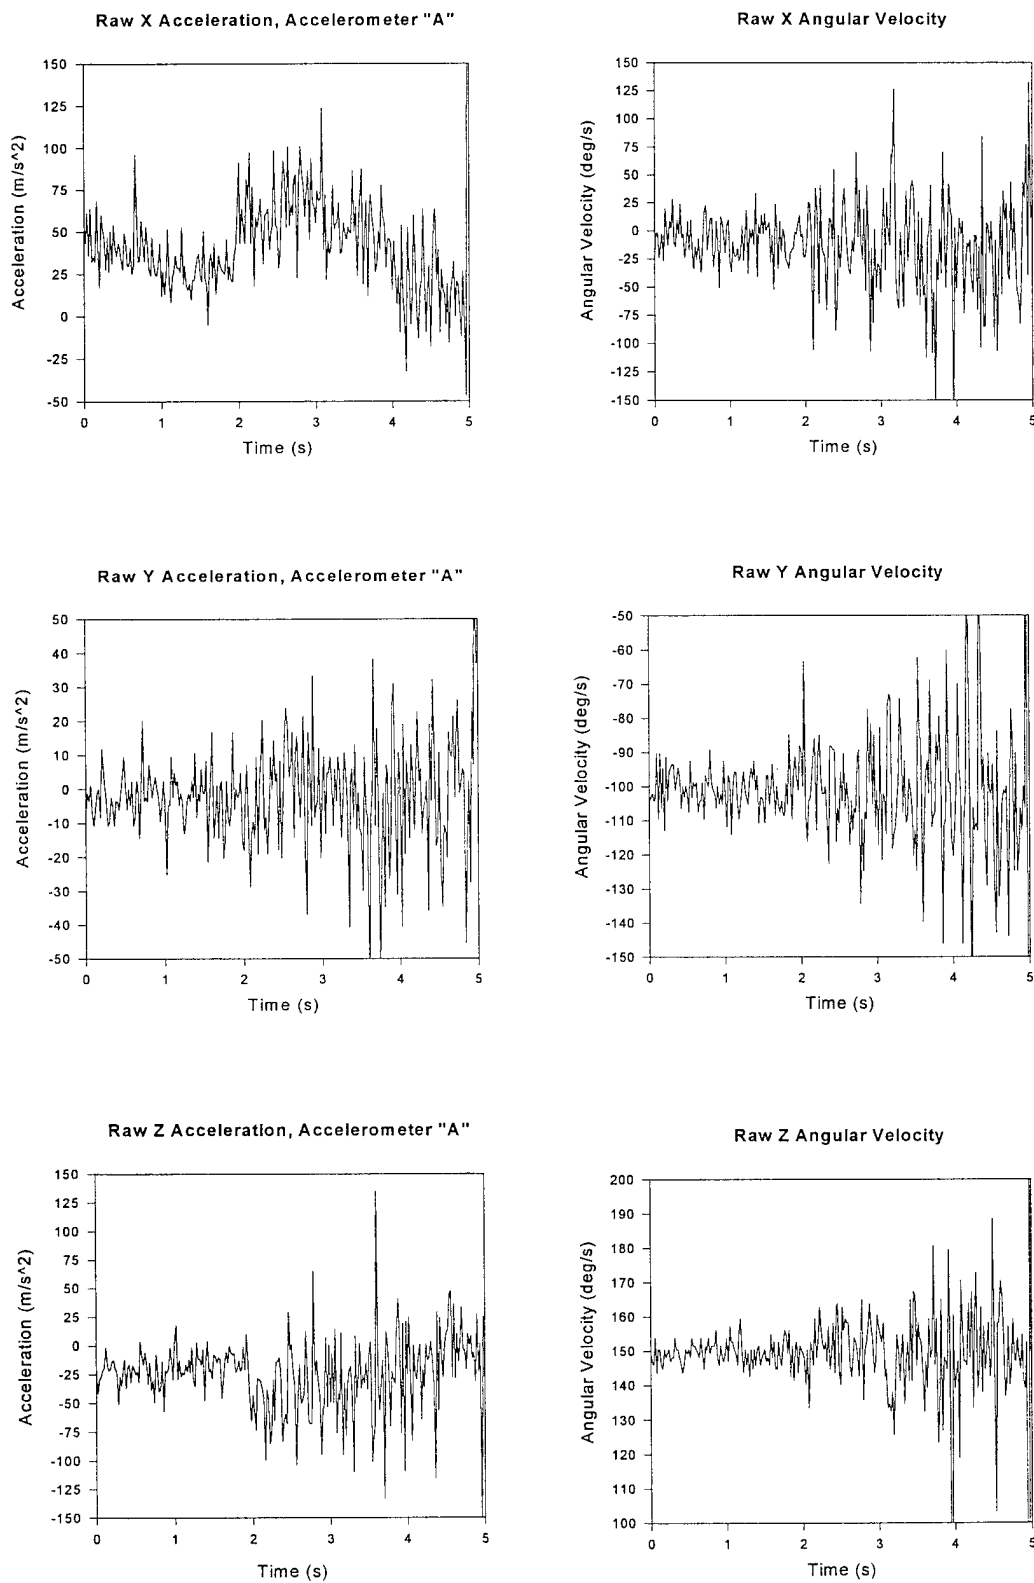 Raw X Acceleration, Accelerometer "A"
150
125
100
75
50
25
0
-25
-50
Acceleration (m/s^2)
0 1 2 3 4 5
Time (s)
Raw X Angular Velocity
150
125
100
75
50
25
0
-25
-50
-75
-100
-125
-150
Angular Velocity (deg/s)
0 1 2 3 4 5
Time (s)
Raw Y Acceleration, Accelerometer "A"
50
40
30
20
10
0
-10
-20
-30
-40
-50
Acceleration (m/s^2)
0 1 2 3 4 5
Time (s)
Raw Y Angular Velocity
-50
-60
-70
-80
-90
-100
-110
-120
-130
-140
-150
Angular Velocity (deg/s)
0 1 2 3 4 5
Time (s)
Raw Z Acceleration, Accelerometer "A"
150
125
100
75
50
25
0
-25
-50
-75
-100
-125
-150
Acceleration (m/s^2)
0 1 2 3 4 5
Time (s)
Raw Z Angular Velocity
200
190
180
170
160
150
140
130
120
110
100
Angular Velocity (deg/s)
0 1 2 3 4 5
Time (s)